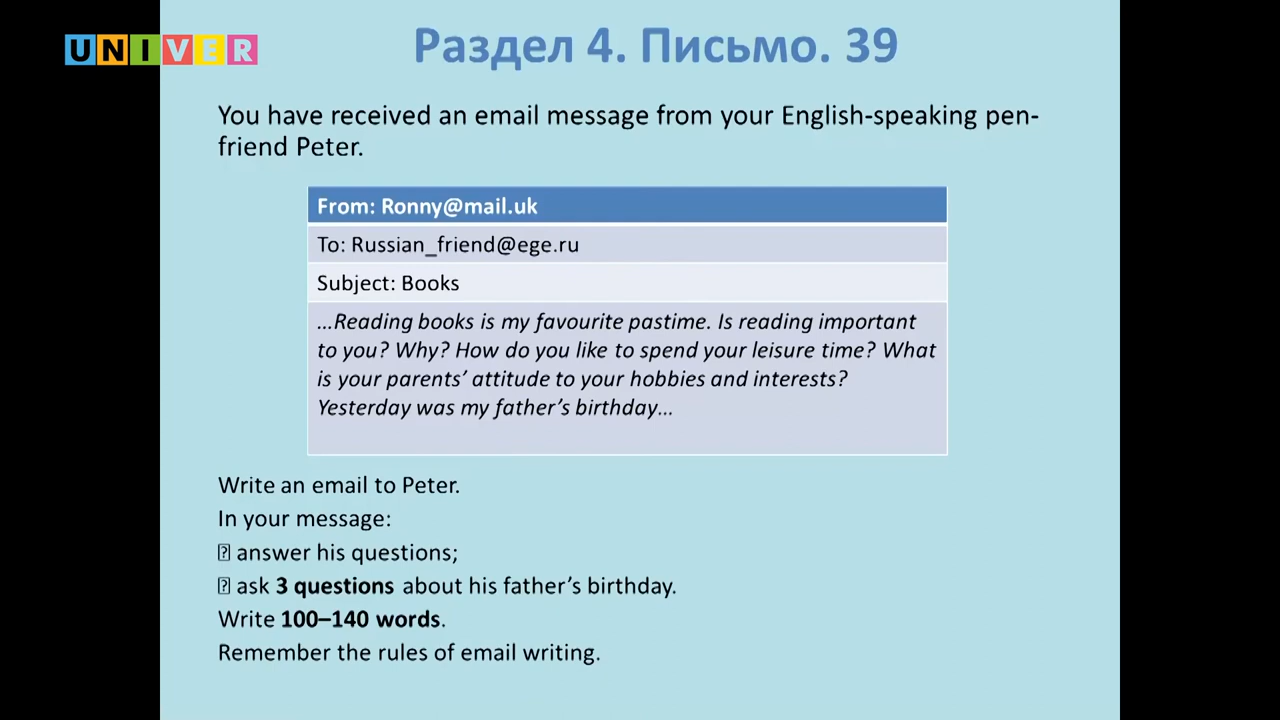 UNIVER
Раздел 4. Письмо. 39
You have received an email message from your English-speaking pen-
friend Peter.
From: Ronny@mail.uk
To: Russian_friend@ege.ru
Subject: Books
...Reading books is my favourite pastime. Is reading important
to you? Why? How do you like to spend your leisure time? What
is your parents’ attitude to your hobbies and interests?
Yesterday was my father’s birthday...
Write an email to Peter.
In your message:
⍰ answer his questions;
⍰ ask 3 questions about his father’s birthday.
Write 100–140 words.
Remember the rules of email writing.